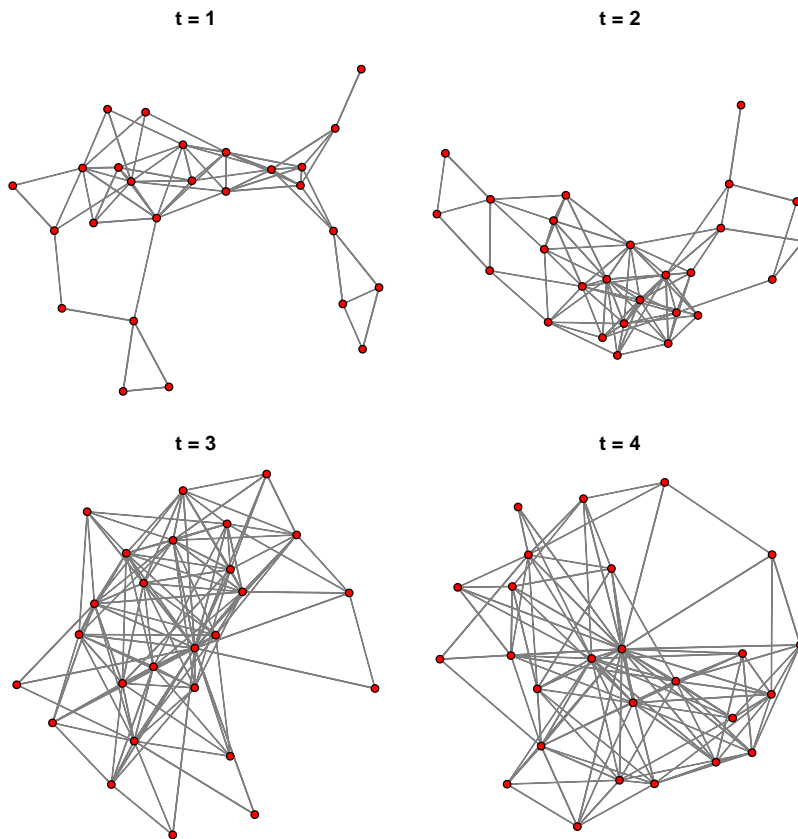 t = 1
t = 2
t = 3
t = 4